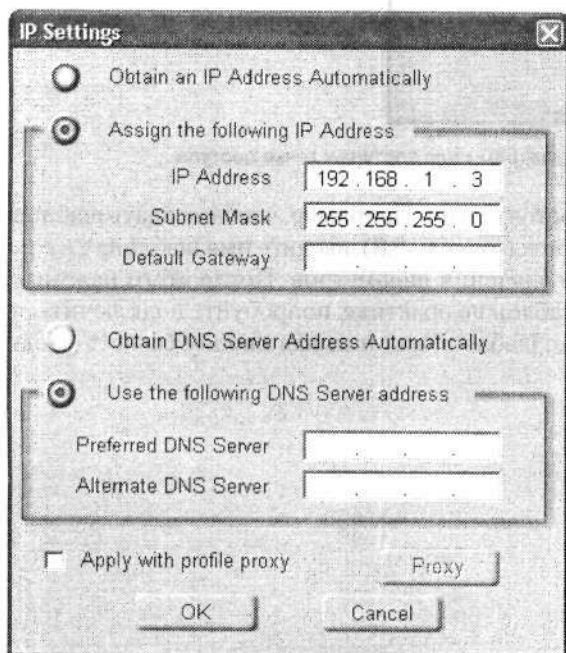 IP Settings
Obtain an IP Address Automatically
Assign the following IP Address
IP Address 192 . 168 . 1 . 3
Subnet Mask 255 . 255 . 255 . 0
Default Gateway . . .
Obtain DNS Server Address Automatically
Use the following DNS Server address
Preferred DNS Server . . .
Alternate DNS Server . . .
Apply with profile proxy Proxy
OK Cancel